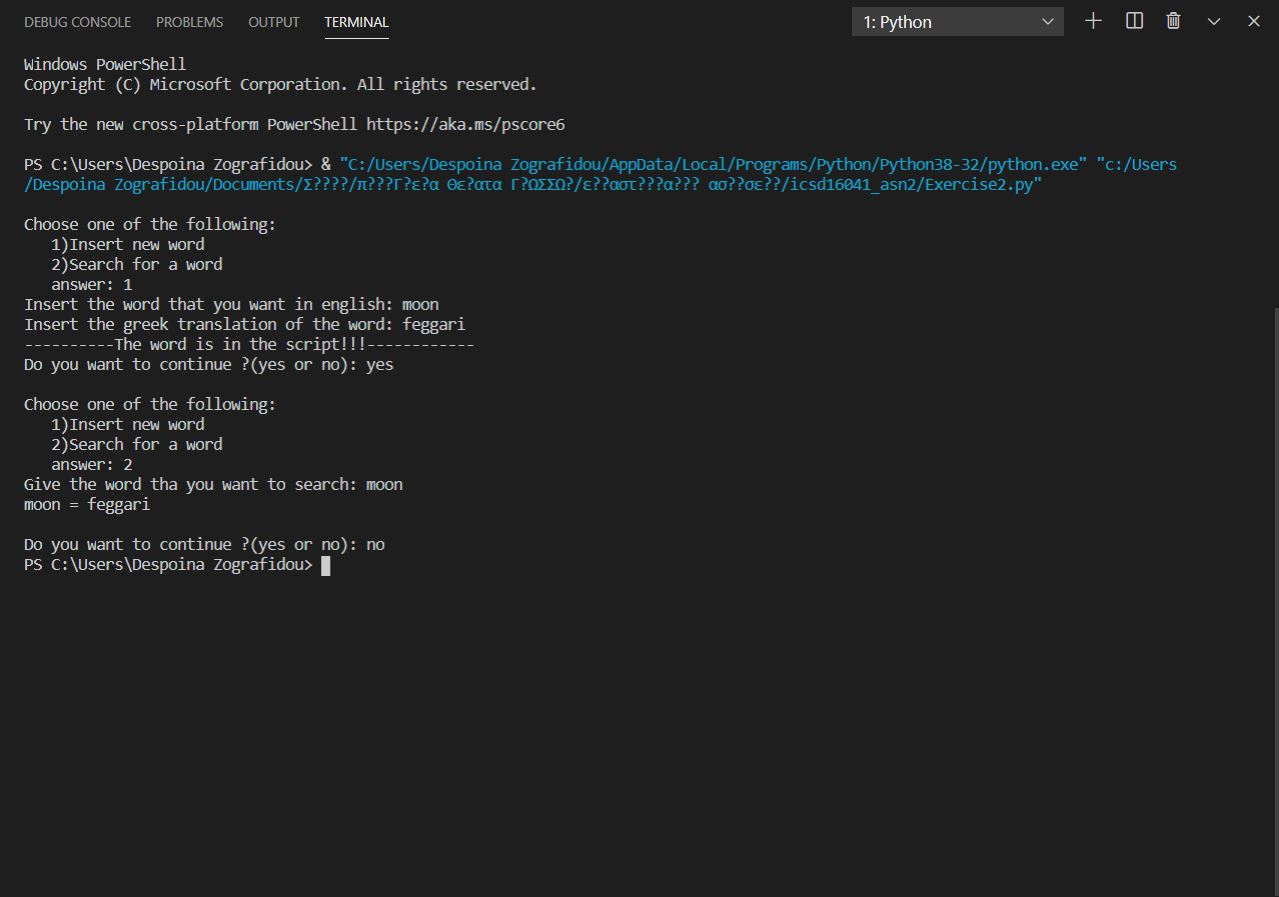 DEBUG CONSOLE PROBLEMS OUTPUT TERMINAL 1: Python
Windows PowerShell
Copyright (C) Microsoft Corporation. All rights reserved.
Try the new cross-platform PowerShell https://aka.ms/pscore6
PS C:\Users\Despoina Zografidou> & "C:/Users/Despoina Zografidou/AppData/Local/Programs/Python/Python38-32/python.exe" "c:/Users
/Despoina Zografidou/Documents/Σ????/π???Γ?ε?α Θε?ατα Γ?ΩΣΣΩ?/ε??αστ???α??? ασ??σε??/icsd16041_asn2/Exercise2.py"
Choose one of the following:
1)Insert new word
2)Search for a word
answer: 1
Insert the word that you want in english: moon
Insert the greek translation of the word: feggari
----------The word is in the script!!!------------
Do you want to continue ?(yes or no): yes
Choose one of the following:
1)Insert new word
2)Search for a word
answer: 2
Give the word tha you want to search: moon
moon = feggari
Do you want to continue ?(yes or no): no
PS C:\Users\Despoina Zografidou>